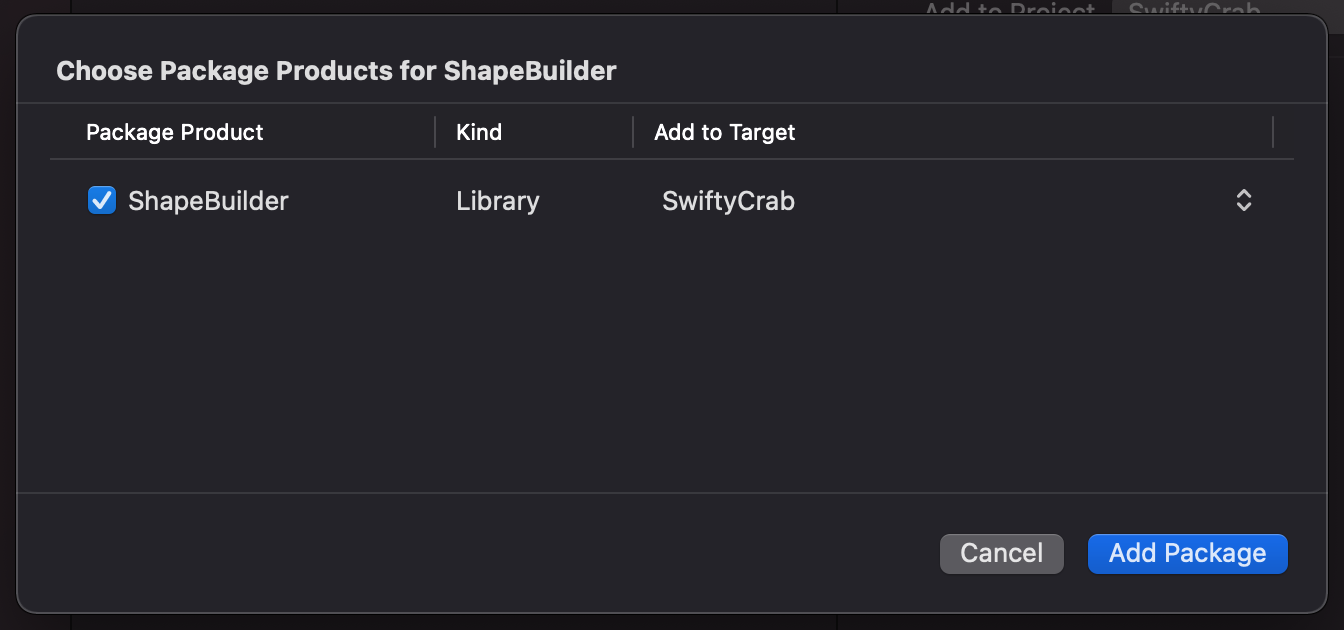 Add to Project SwiftyCrab
Choose Package Products for ShapeBuilder
Package Product Kind Add to Target
ShapeBuilder Library SwiftyCrab
Cancel Add Package